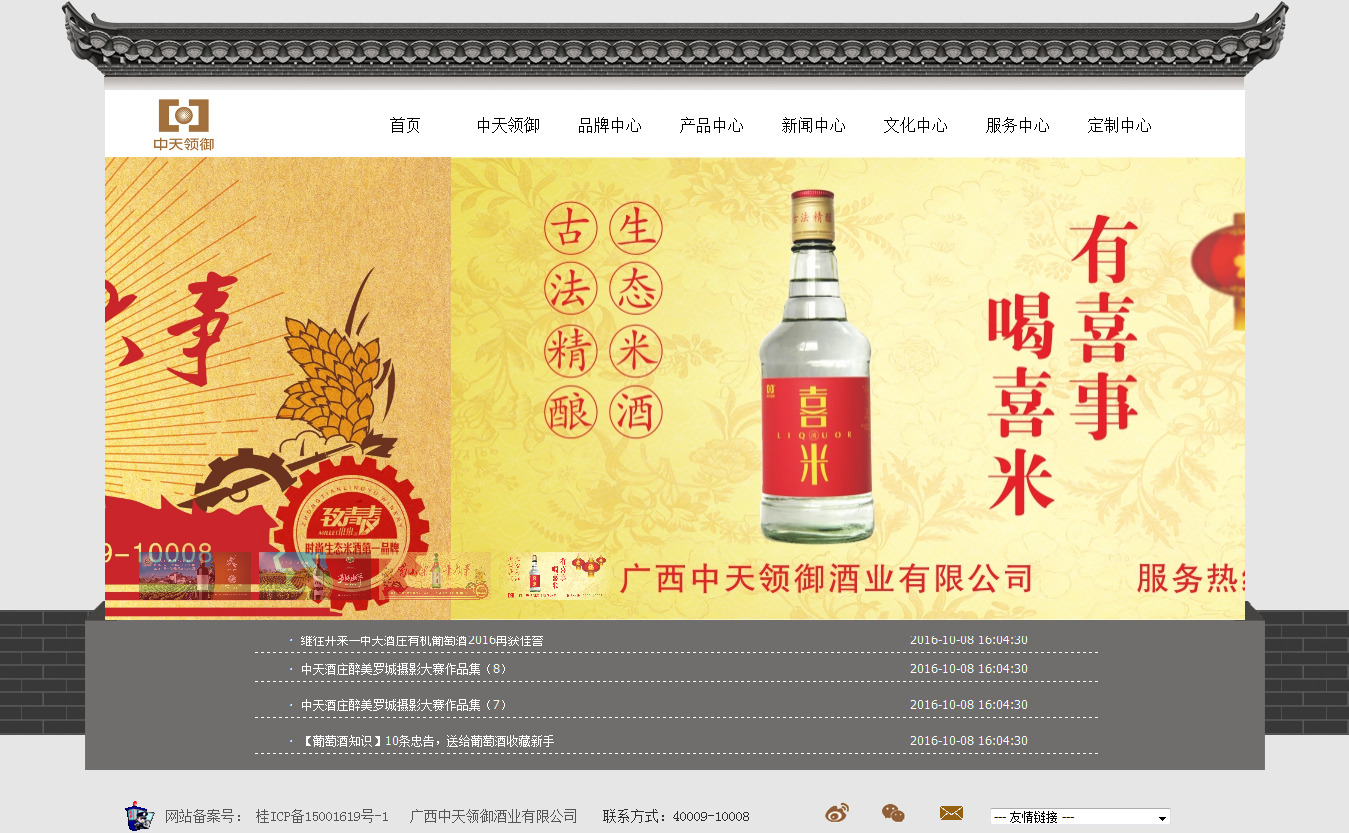 中天领御
首页 中天领御 品牌中心 产品中心 新闻中心 文化中心 服务中心 定制中心
事
古法精酿
生态米酒
古法精酿
喜米
LIQUOR
有喜事
喝喜米
ZHONGTIANLINGYU WINERY
致青春
时尚生态米酒第一品牌
9-10008
广西中天领御酒业有限公司
服务热
· 继往开来—中天酒庄有机葡萄酒2016再获佳誉 2016-10-08 16:04:30
· 中天酒庄醉美罗城摄影大赛作品集（8） 2016-10-08 16:04:30
· 中天酒庄醉美罗城摄影大赛作品集（7） 2016-10-08 16:04:30
· 【葡萄酒知识】10条忠告，送给葡萄酒收藏新手 2016-10-08 16:04:30
网站备案号： 桂ICP备15001619号-1 广西中天领御酒业有限公司 联系方式：40009-10008
--- 友情链接 ---